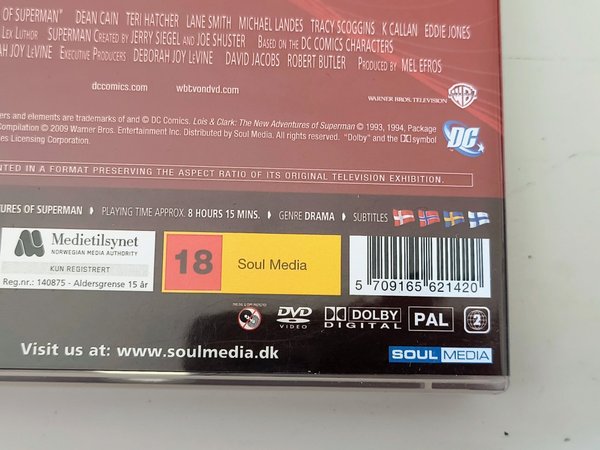 OF SUPERMAN" DEAN CAIN TERI HATCHER LANE SMITH MICHAEL LANDES TRACY SCOGGINS K CALLAN EDDIE JONES
LEX LUTHOR SUPERMAN CREATED BY JERRY SIEGEL AND JOE SHUSTER BASED ON THE DC COMICS CHARACTERS
JOY LEVINE EXECUTIVE PRODUCERS DEBORAH JOY LEVINE DAVID JACOBS ROBERT BUTLER PRODUCED BY MEL EFROS
dccomics.com wbtvondvd.com
WARNER BROS. TELEVISION
WB
and elements are trademarks of and © DC Comics. Lois & Clark: The New Adventures of Superman © 1993, 1994, Package
Compilation © 2009 Warner Bros. Entertainment Inc. Distributed by Soul Media. All rights reserved. "Dolby" and the DD symbol
Licensing Corporation.
DC
IN A FORMAT PRESERVING THE ASPECT RATIO OF ITS ORIGINAL TELEVISION EXHIBITION.
OF SUPERMAN PLAYING TIME APPROX. 8 HOURS 15 MINS. GENRE DRAMA SUBTITLES
Medietilsynet
NORWEGIAN MEDIA AUTHORITY
KUN REGISTRERT
Reg.nr.: 140875 - Aldersgrense 15 år
18 Soul Media
5 709165 621420
DVD VIDEO
DOLBY DIGITAL
PAL
2
Visit us at: www.soulmedia.dk
SOUL MEDIA